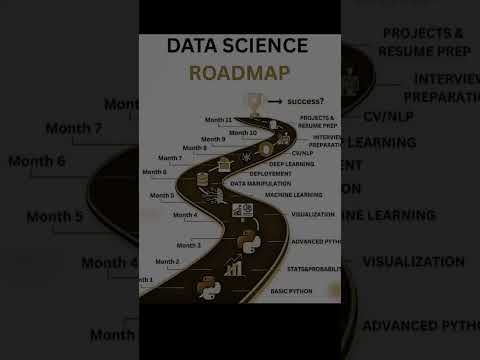 DATA SCIENCE
ROADMAP
success?
Month 11
PROJECTS &
RESUME PREP
Month 10
Month 9
INTERVIEW
PREPARATION
Month 8
CV/NLP
Month 7
DEEP LEARNING
Month 6
DEPLOYEMENT
DATA MANIPULATION
Month 5
MACHINE LEARNING
Month 4
VISUALIZATION
Month 3
ADVANCED PYTHON
Month 2
STATS&PROBABILITY
Month 1
BASIC PYTHON
PROJECTS &
RESUME PREP
INTERVIEW
PREPARATION
CV/NLP
Month 7
Month 6
Month 5
LEARNING
VISUALIZATION
Month 4
ADVANCED PYTHO